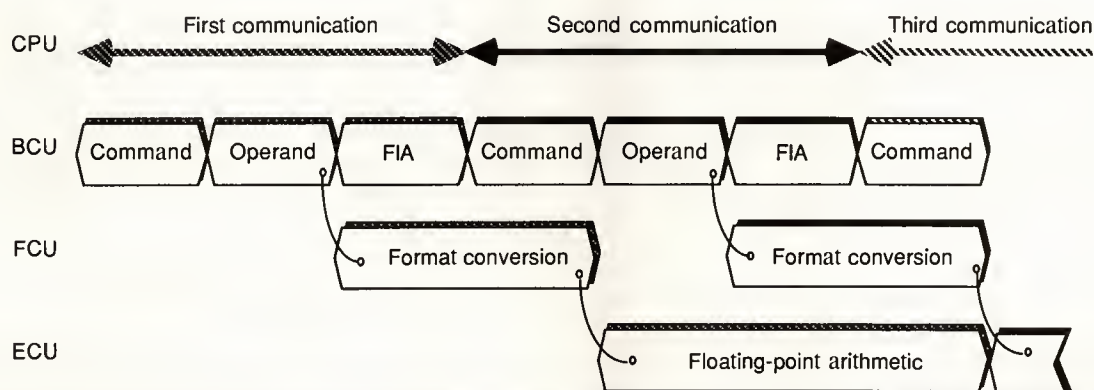 First communication Second communication Third communication
CPU
BCU Command Operand FIA Command Operand FIA Command
FCU Format conversion Format conversion
ECU Floating-point arithmetic